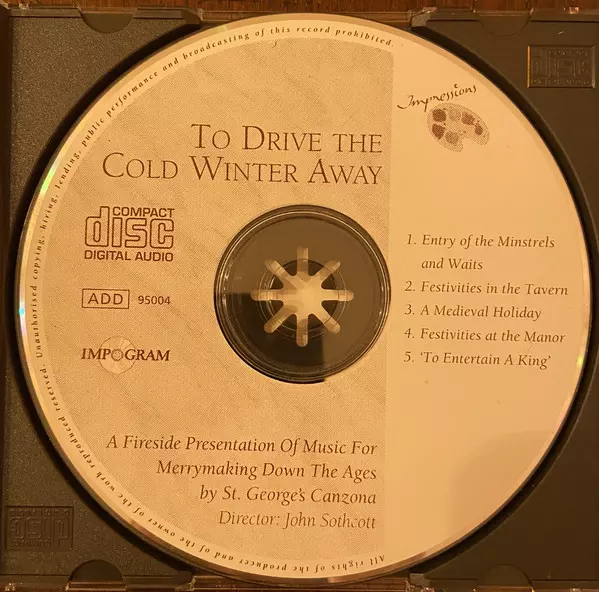 Unauthorised copying, hiring, lending, public performance and broadcasting of this record prohibited.
Impressions
TO DRIVE THE
COLD WINTER AWAY
COMPACT
disc
DIGITAL AUDIO
ADD 95004
IMPOGRAM
1. Entry of the Minstrels
and Waits
2. Festivities in the Tavern
3. A Medieval Holiday
4. Festivities at the Manor
5. 'To Entertain A King'
A Fireside Presentation Of Music For
Merrymaking Down The Ages
by St. George's Canzona
Director: John Sothcott
All rights of the producer and of the owner of the work reproduced reserved.
disc
disc